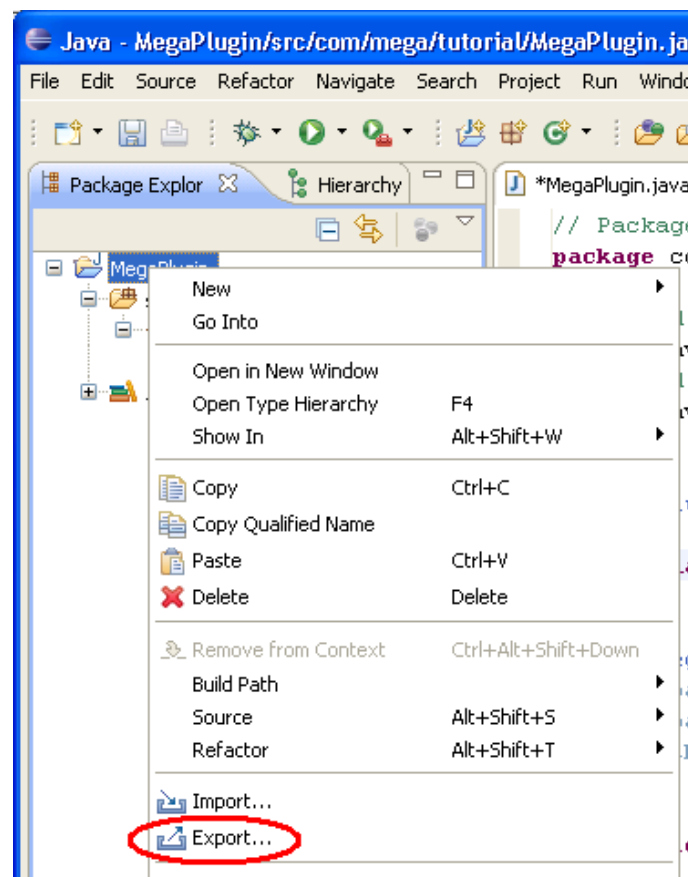 Java - MegaPlugin/src/com/mega/tutorial/MegaPlugin.ja
File Edit Source Refactor Navigate Search Project Run Windo
Package Explor Hierarchy *MegaPlugin.java
// Package
package co
MegaPlugin
New
Go Into
Open in New Window
Open Type Hierarchy F4
Show In Alt+Shift+W
Copy Ctrl+C
Copy Qualified Name
Paste Ctrl+V
Delete Delete
Remove from Context Ctrl+Alt+Shift+Down
Build Path
Source Alt+Shift+S
Refactor Alt+Shift+T
Import...
Export...